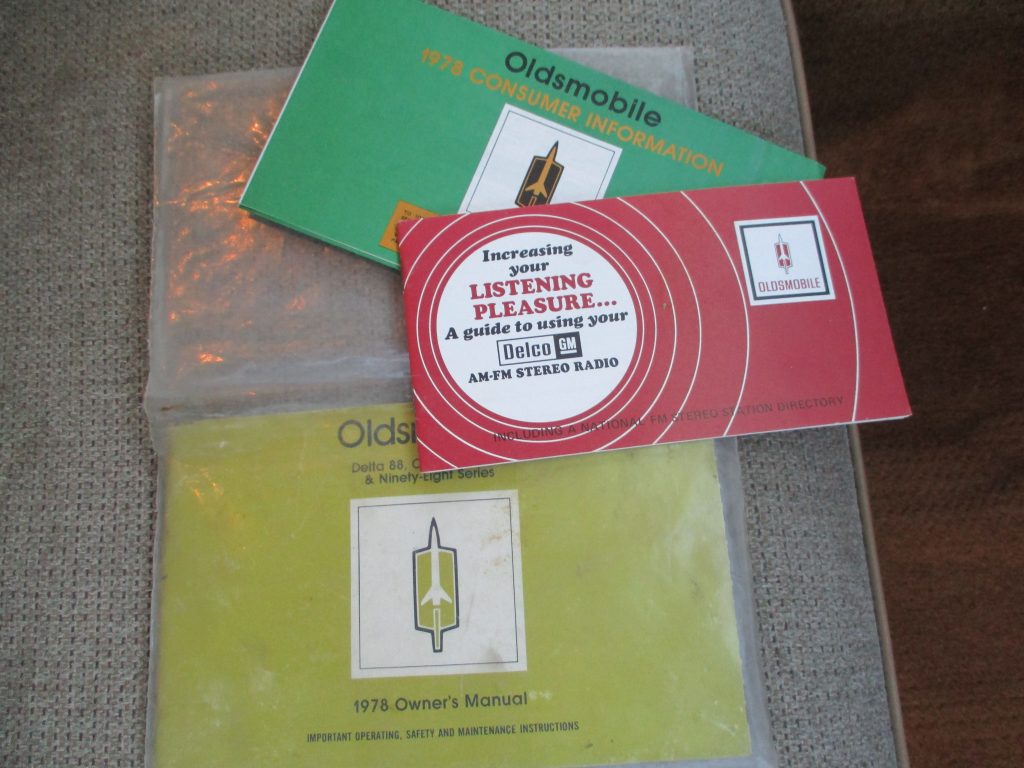 Oldsmobile
1978 CONSUMER INFORMATION
Increasing
your
LISTENING
PLEASURE...
A guide to using your
Delco GM
AM-FM STEREO RADIO
OLDSMOBILE
INCLUDING A NATIONAL FM STEREO STATION DIRECTORY
Olds
Delta 88,
& Ninety-Eight Series
1978 Owner's Manual
IMPORTANT OPERATING, SAFETY AND MAINTENANCE INSTRUCTIONS